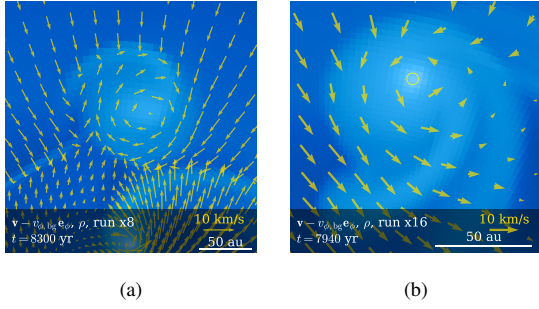 v − v_{ϕ,bg} e_ϕ, ρ, run x8
t = 8300 yr
10 km/s
50 au
v − v_{ϕ,bg} e_ϕ, ρ, run x16
t = 7940 yr
10 km/s
50 au
(a)
(b)